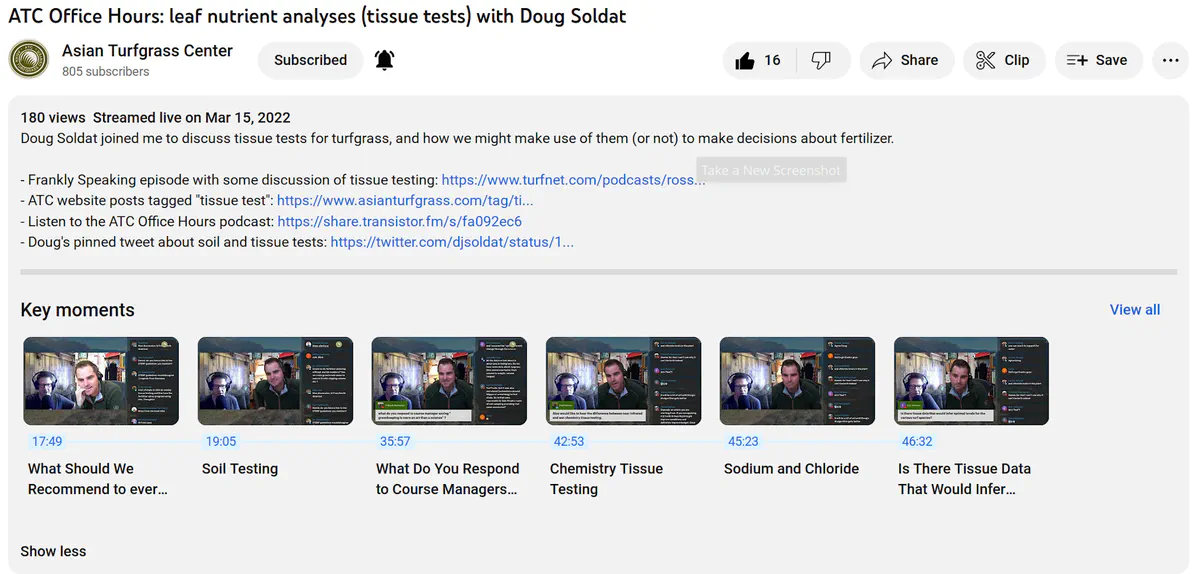 ATC Office Hours: leaf nutrient analyses (tissue tests) with Doug Soldat
Asian Turfgrass Center
805 subscribers
Subscribed
16
Share
Clip
Save
180 views Streamed live on Mar 15, 2022
Doug Soldat joined me to discuss tissue tests for turfgrass, and how we might make use of them (or not) to make decisions about fertilizer.
Take a New Screenshot
- Frankly Speaking episode with some discussion of tissue testing: https://www.turfnet.com/podcasts/ross...
- ATC website posts tagged "tissue test": https://www.asianturfgrass.com/tag/ti...
- Listen to the ATC Office Hours podcast: https://share.transistor.fm/s/fa092ec6
- Doug's pinned tweet about soil and tissue tests: https://twitter.com/djsoldat/status/1...
Key moments
View all
17:49
What Should We
Recommend to ever...
19:05
Soil Testing
35:57
What Do You Respond
to Course Managers...
42:53
Chemistry Tissue
Testing
45:23
Sodium and Chloride
46:32
Is There Tissue Data
That Would Infer...
Show less